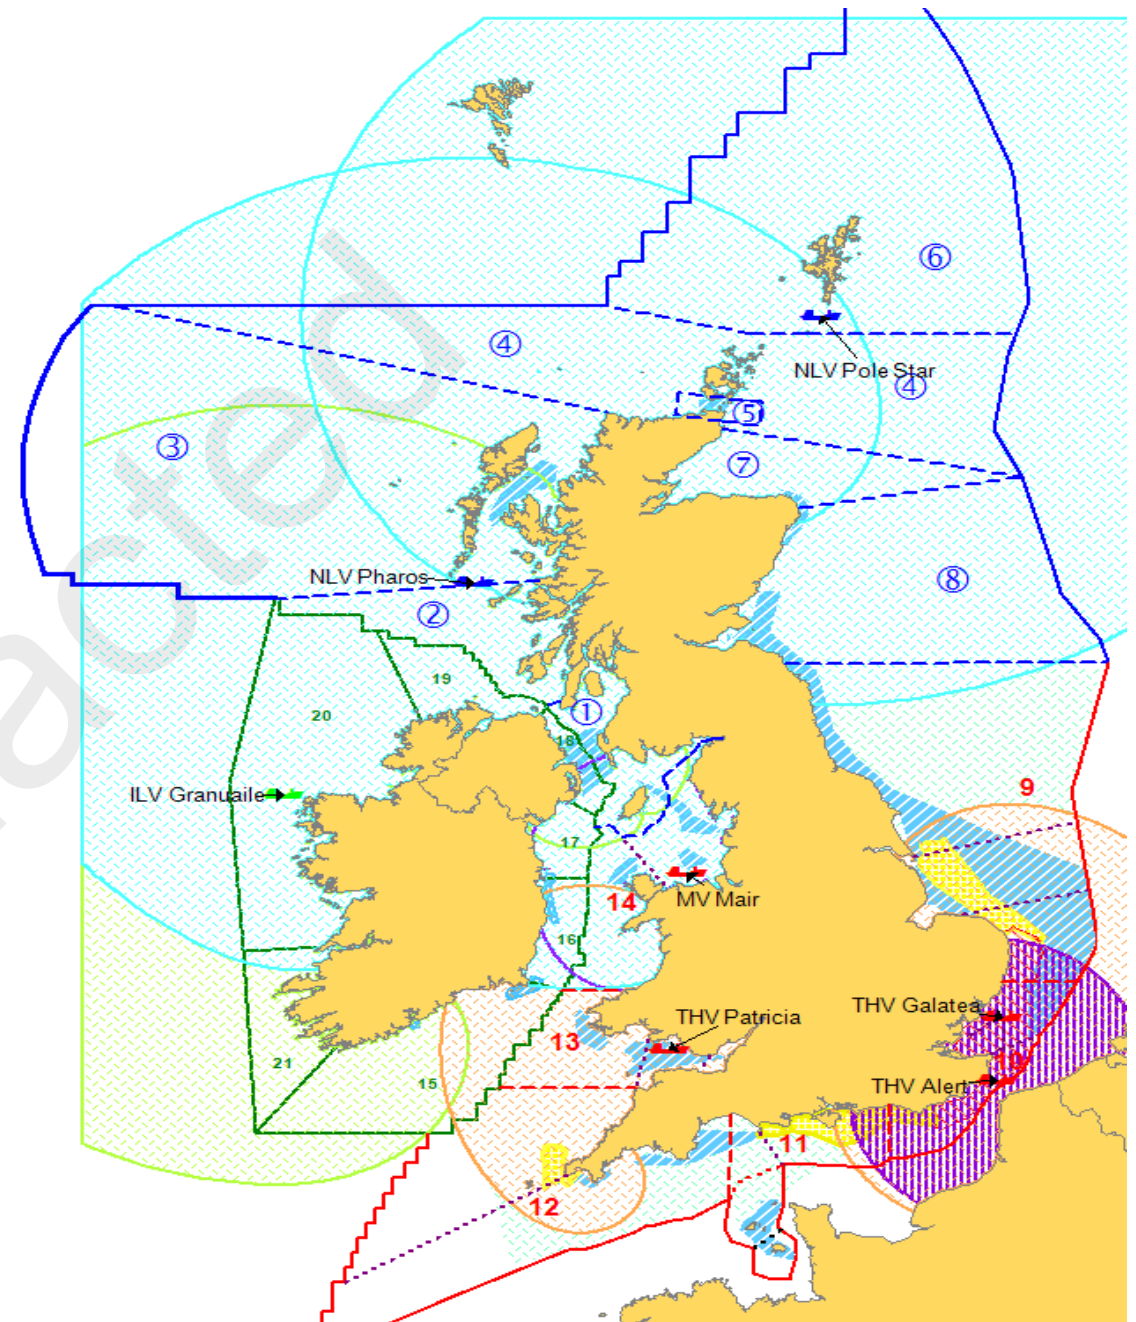 ⑥
④
NLV Pole Star
④
⑤
③
⑦
NLV Pharos
②
⑧
19
20
①
18
ILV Granuaile
9
17
14
MV Mair
16
THV Galatea
THV Patricia
13
21
15
10
THV Alert
11
12
acted